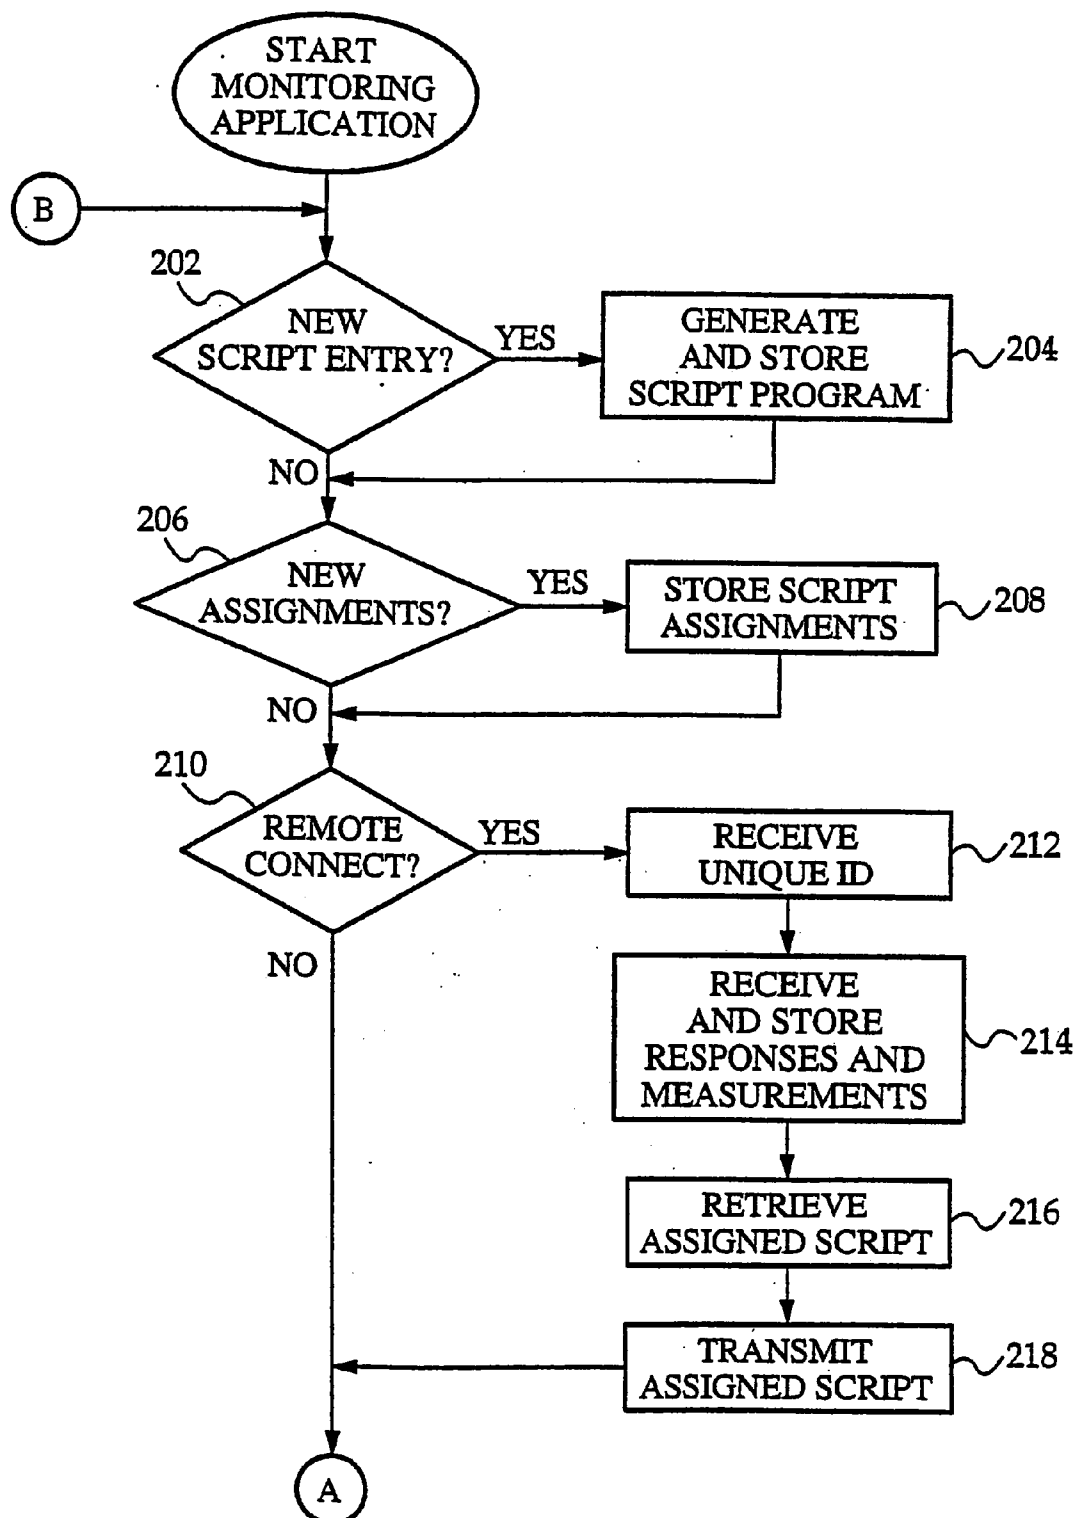 START
MONITORING
APPLICATION
B
202
NEW
SCRIPT ENTRY?
YES
GENERATE
AND STORE
SCRIPT PROGRAM
204
NO
206
NEW
ASSIGNMENTS?
YES
STORE SCRIPT
ASSIGNMENTS
208
NO
210
REMOTE
CONNECT?
YES
RECEIVE
UNIQUE ID
212
NO
RECEIVE
AND STORE
RESPONSES AND
MEASUREMENTS
214
RETRIEVE
ASSIGNED SCRIPT
216
TRANSMIT
ASSIGNED SCRIPT
218
A